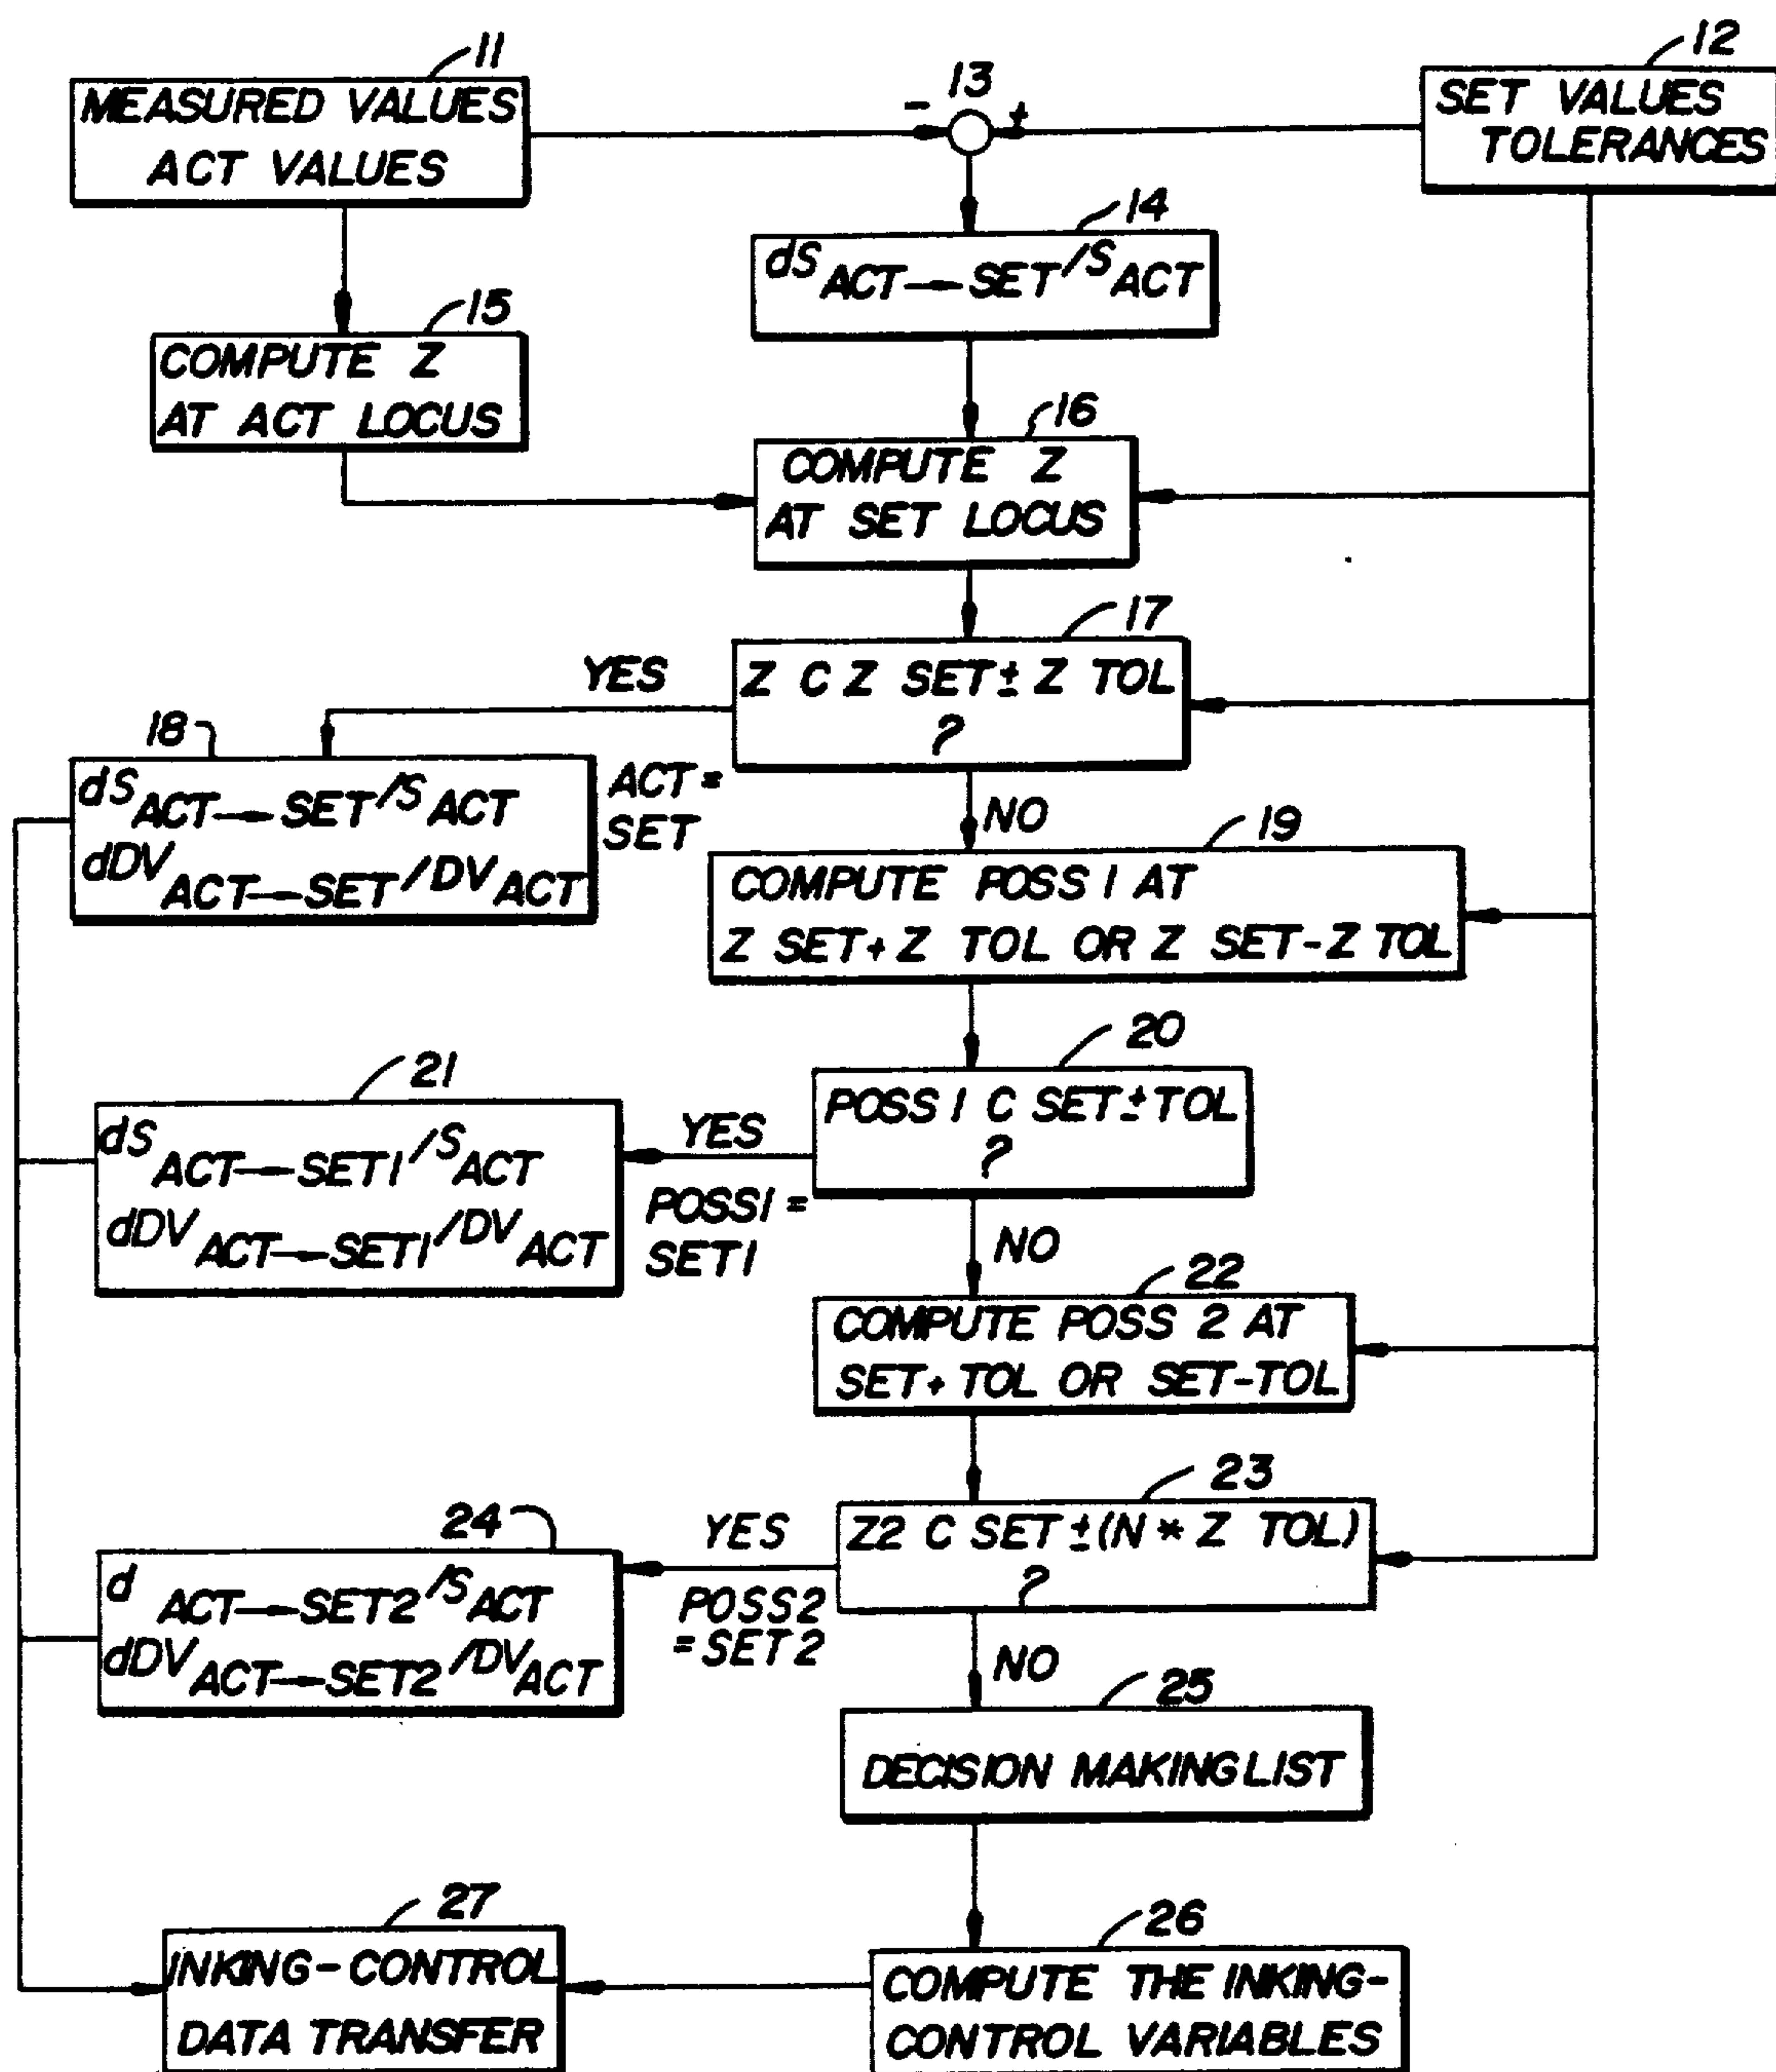 11
MEASURED VALUES
ACT VALUES
- 13 +
12
SET VALUES
TOLERANCES
14
dS ACT→SET/S ACT
15
COMPUTE Z
AT ACT LOCUS
16
COMPUTE Z
AT SET LOCUS
17
Z C Z SET± Z TOL
?
YES
ACT=
SET
NO
18
dS ACT→SET/S ACT
dDV ACT→SET/DV ACT
19
COMPUTE POSS 1 AT
Z SET+Z TOL OR Z SET-Z TOL
20
POSS 1 C SET±TOL
?
YES
POSS1=
SET1
NO
21
dS ACT→SET1/S ACT
dDV ACT→SET1/DV ACT
22
COMPUTE POSS 2 AT
SET+TOL OR SET-TOL
23
Z2 C SET±(N*Z TOL)
?
YES
POSS2
=SET2
NO
24
d ACT→SET2/S ACT
dDV ACT→SET2/DV ACT
25
DECISION MAKING LIST
26
COMPUTE THE INKING-
CONTROL VARIABLES
27
INKING-CONTROL
DATA TRANSFER